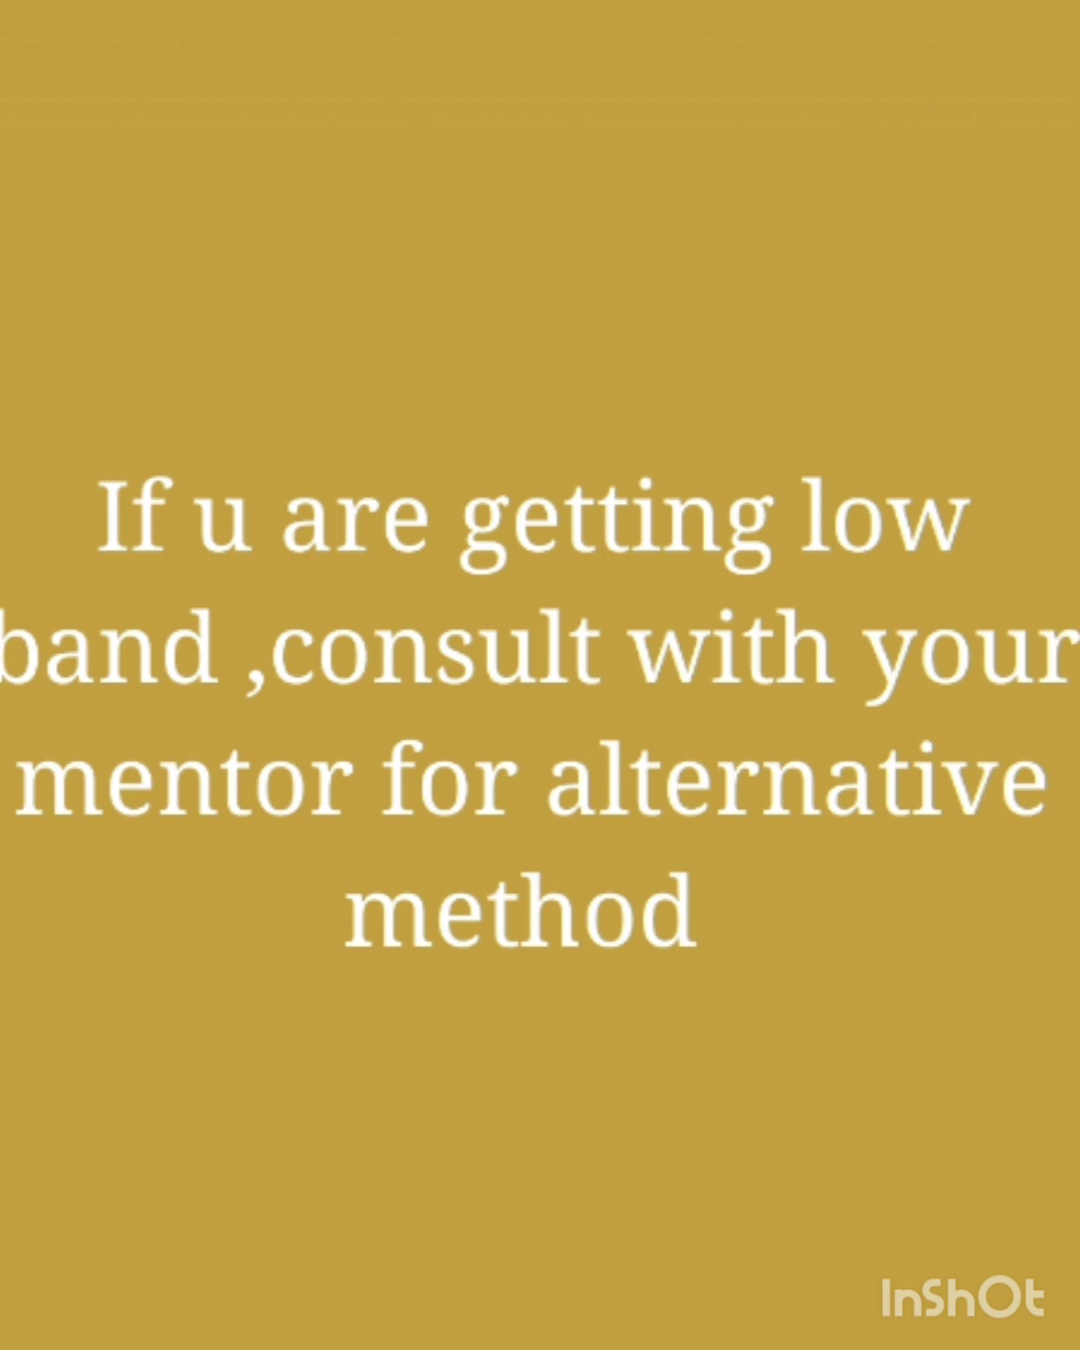 If u are getting low
band ,consult with your
mentor for alternative
method
InShOt